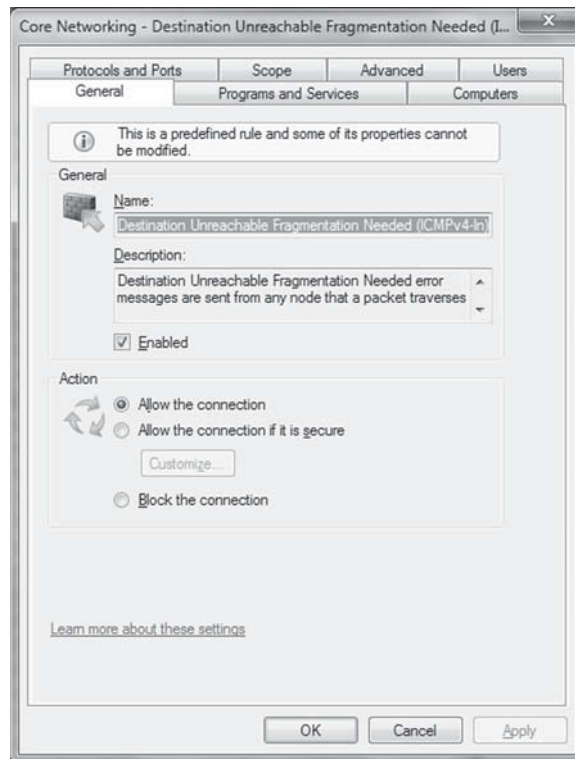 Core Networking - Destination Unreachable Fragmentation Needed (I...
Protocols and Ports Scope Advanced Users
General Programs and Services Computers
This is a predefined rule and some of its properties cannot
be modified.
General
Name:
Destination Unreachable Fragmentation Needed (ICMPv4-In)
Description:
Destination Unreachable Fragmentation Needed error
messages are sent from any node that a packet traverses
Enabled
Action
Allow the connection
Allow the connection if it is secure
Customize...
Block the connection
Learn more about these settings
OK Cancel Apply